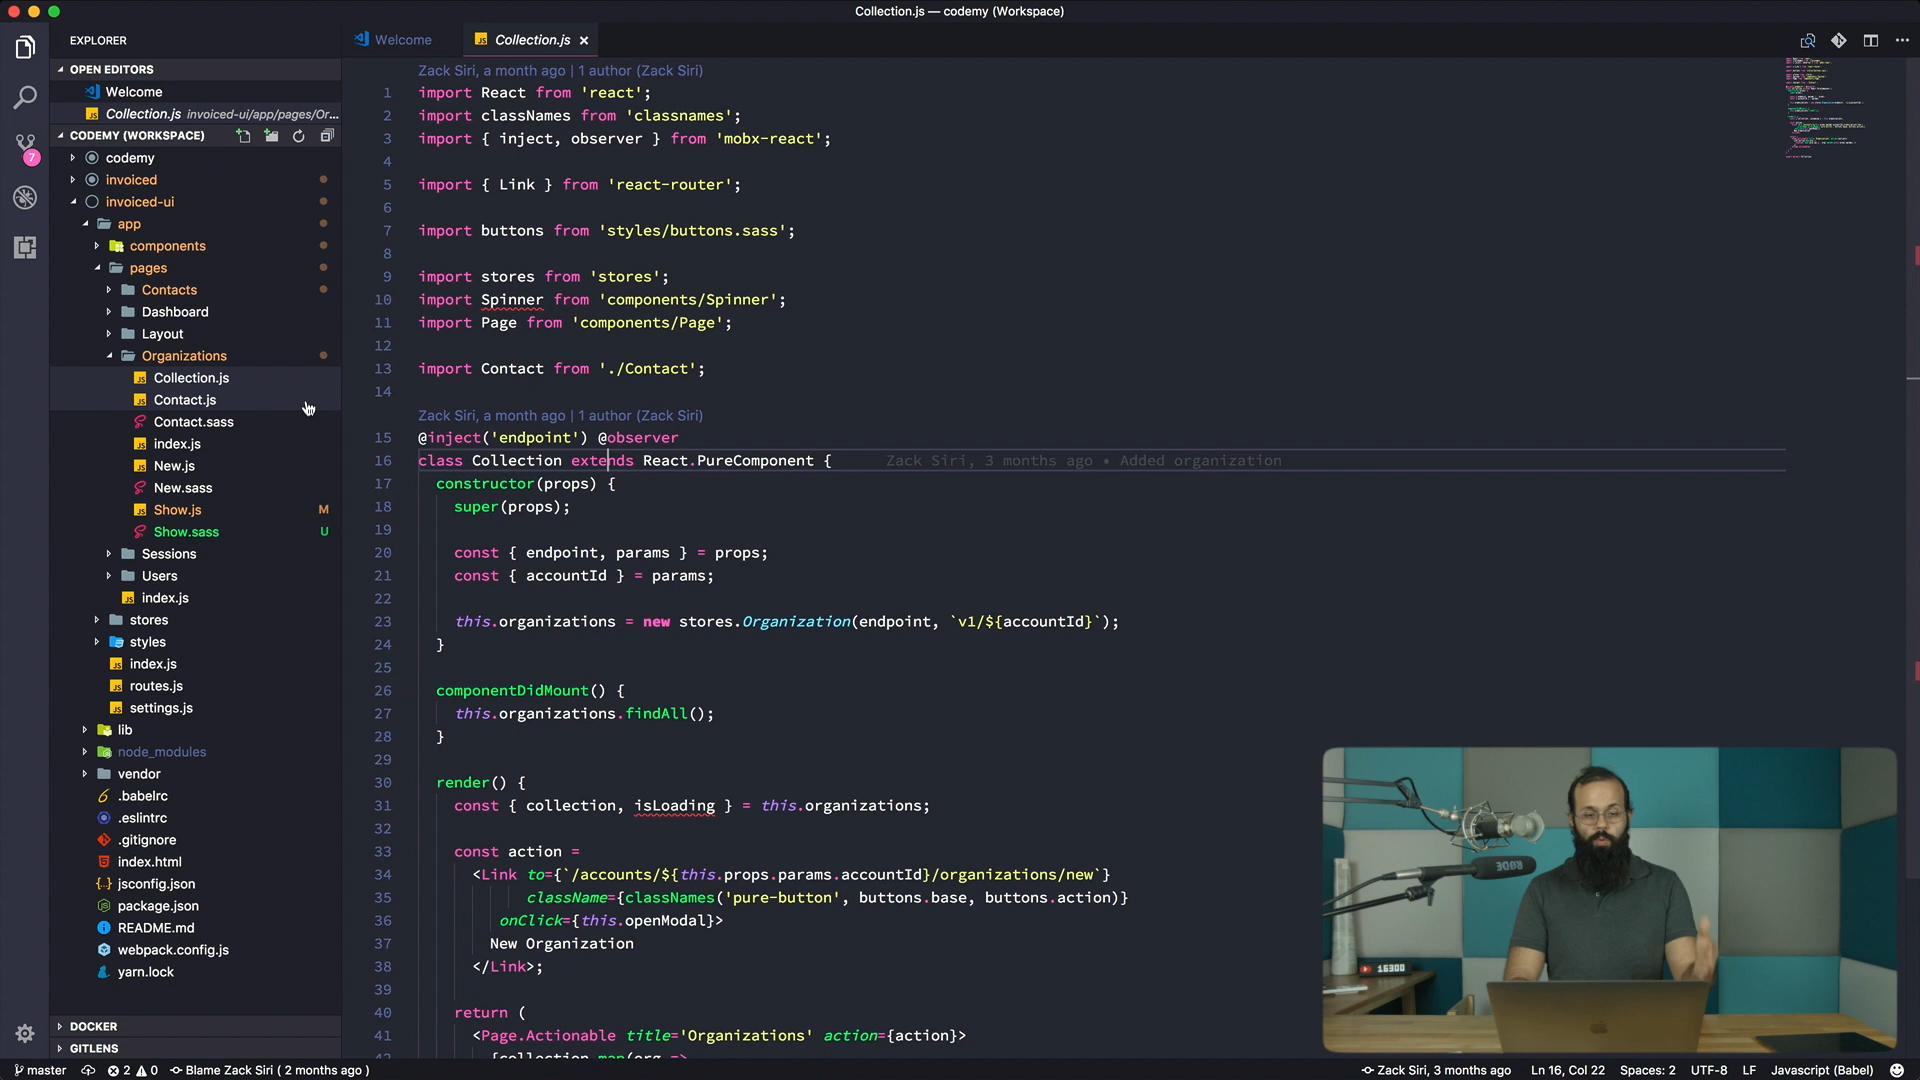 Collection.js — codemy (Workspace)
EXPLORER
OPEN EDITORS
Welcome
Collection.js invoiced-ui/app/pages/Or...
CODEMY (WORKSPACE)
codemy
invoiced
invoiced-ui
app
components
pages
Contacts
Dashboard
Layout
Organizations
Collection.js
Contact.js
Contact.sass
index.js
New.js
New.sass
Show.js M
Show.sass U
Sessions
Users
index.js
stores
styles
index.js
routes.js
settings.js
lib
node_modules
vendor
.babelrc
.eslintrc
.gitignore
index.html
jsconfig.json
package.json
README.md
webpack.config.js
yarn.lock
DOCKER
GITLENS
7
Welcome
Collection.js
Zack Siri, a month ago | 1 author (Zack Siri)
1 import React from 'react';
2 import classNames from 'classnames';
3 import { inject, observer } from 'mobx-react';
4
5 import { Link } from 'react-router';
6
7 import buttons from 'styles/buttons.sass';
8
9 import stores from 'stores';
10 import Spinner from 'components/Spinner';
11 import Page from 'components/Page';
12
13 import Contact from './Contact';
14
Zack Siri, a month ago | 1 author (Zack Siri)
15 @inject('endpoint') @observer
16 class Collection extends React.PureComponent { Zack Siri, 3 months ago • Added organization
17 constructor(props) {
18 super(props);
19
20 const { endpoint, params } = props;
21 const { accountId } = params;
22
23 this.organizations = new stores.Organization(endpoint, `v1/${accountId}`);
24 }
25
26 componentDidMount() {
27 this.organizations.findAll();
28 }
29
30 render() {
31 const { collection, isLoading } = this.organizations;
32
33 const action =
34 <Link to={`/accounts/${this.props.params.accountId}/organizations/new`}
35 className={classNames('pure-button', buttons.base, buttons.action)}
36 onClick={this.openModal}>
37 New Organization
38 </Link>;
39
40 return (
41 <Page.Actionable title='Organizations' action={action}>
42 {collection.map(org =>
RØDE
16300
master
2 0
Blame Zack Siri ( 2 months ago )
Zack Siri, 3 months ago
Ln 16, Col 22
Spaces: 2
UTF-8
LF
Javascript (Babel)